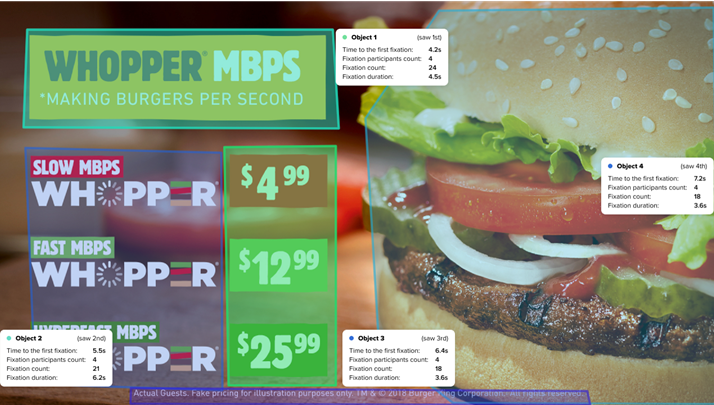 WHOPPER® MBPS
*MAKING BURGERS PER SECOND
Object 1 (saw 1st)
Time to the first fixation: 4.2s
Fixation participants count: 4
Fixation count: 24
Fixation duration: 4.5s
SLOW MBPS
WHOPPER®
$4.99
FAST MBPS
WHOPPER®
$12.99
HYPERFAST MBPS
WHOPPER®
$25.99
Object 4 (saw 4th)
Time to the first fixation: 7.2s
Fixation participants count: 4
Fixation count: 18
Fixation duration: 3.6s
Object 2 (saw 2nd)
Time to the first fixation: 5.5s
Fixation participants count: 4
Fixation count: 21
Fixation duration: 6.2s
Object 3 (saw 3rd)
Time to the first fixation: 6.4s
Fixation participants count: 4
Fixation count: 18
Fixation duration: 3.6s
Actual Guests. Fake pricing for illustration purposes only. TM & © 2018 Burger King Corporation. All rights reserved.